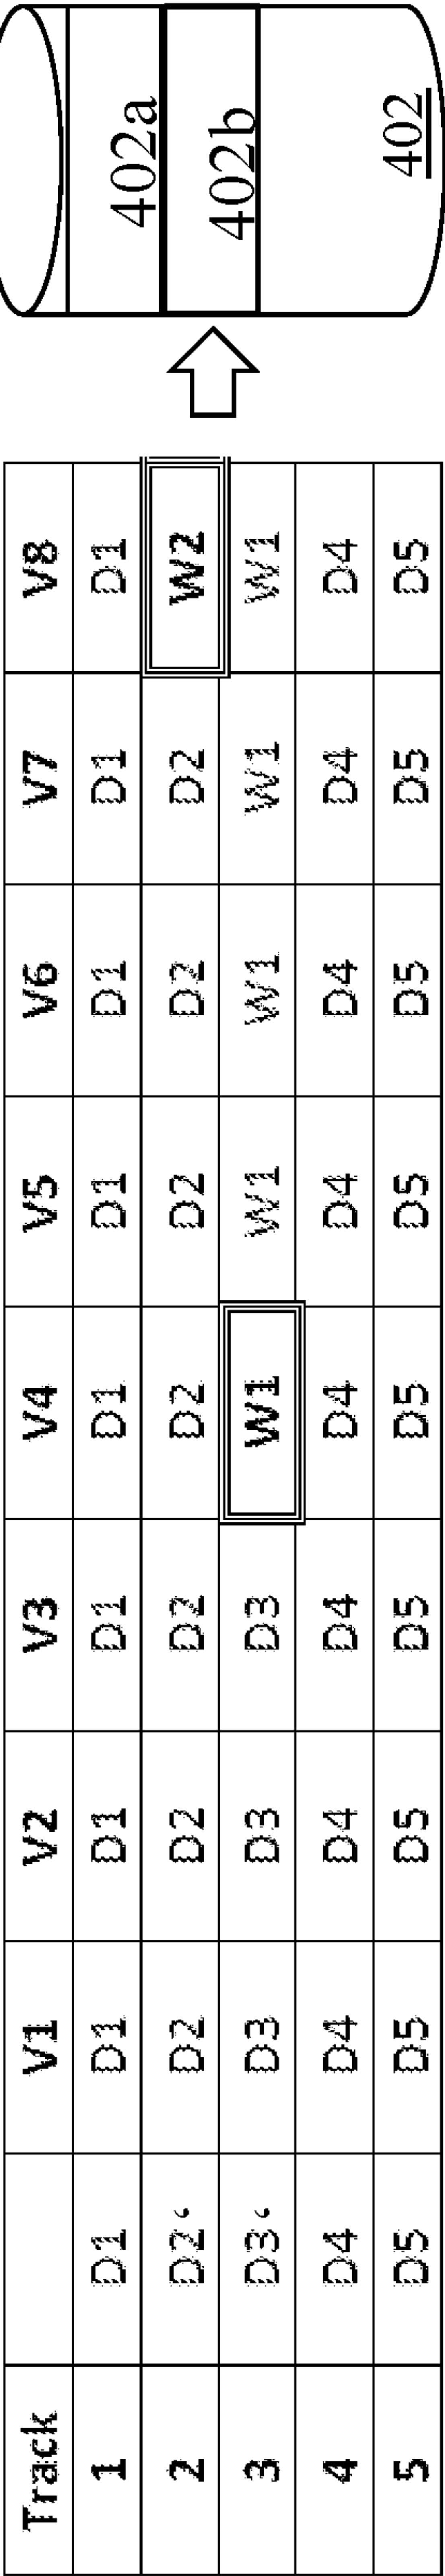 Track V1 V2 V3 V4 V5 V6 V7 V8
1 D1 D1 D1 D1 D1 D1 D1 D1 D1
2 D2‘ D2 D2 D2 D2 D2 D2 D2 W2
3 D3‘ D3 D3 D3 W1 W1 W1 W1 W1
4 D4 D4 D4 D4 D4 D4 D4 D4 D4
5 D5 D5 D5 D5 D5 D5 D5 D5 D5
402a
402b
402